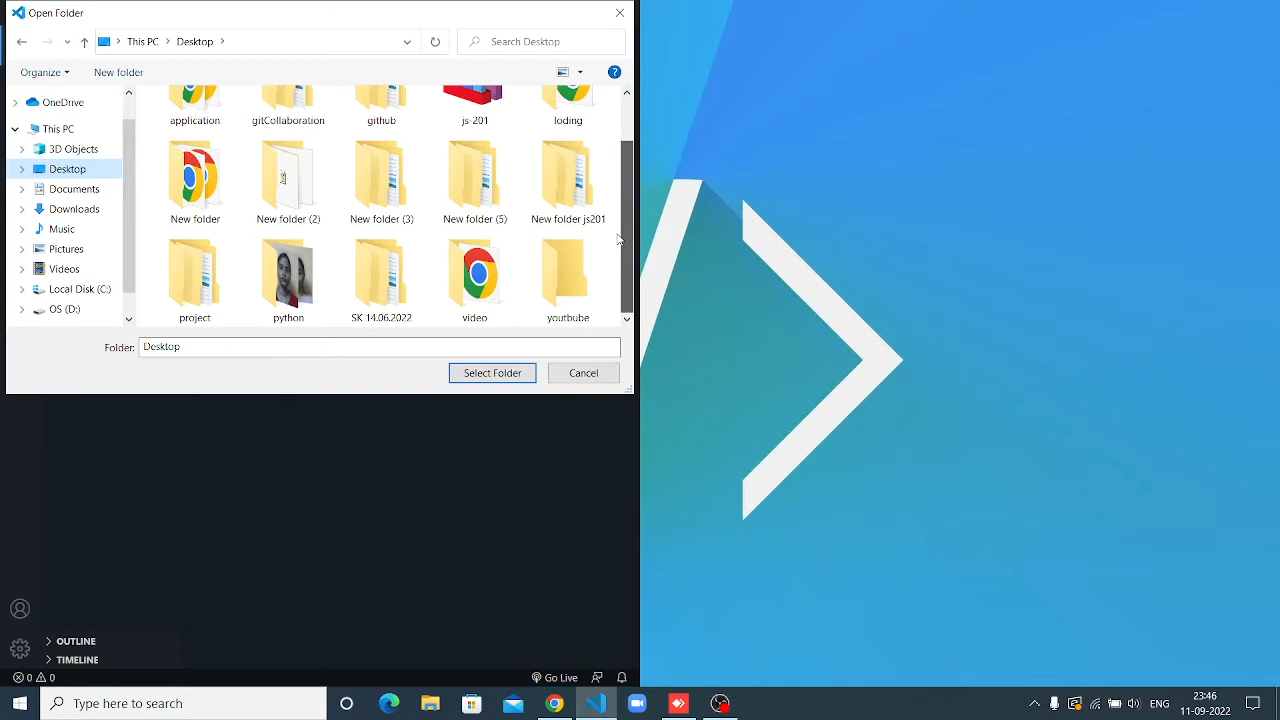 Open Folder
This PC
Desktop
Search Desktop
Organize
New folder
OneDrive
This PC
3D Objects
Desktop
Documents
Downloads
Music
Pictures
Videos
Local Disk (C:)
OS (D:)
application
gitCollaboration
github
js-201
loding
New folder
New folder (2)
New folder (3)
New folder (5)
New folder js201
project
python
SK 14.06.2022
video
youtbube
Folder:
Desktop
Select Folder
Cancel
OUTLINE
TIMELINE
0
0
Go Live
Type here to search
ENG
23:46
11-09-2022